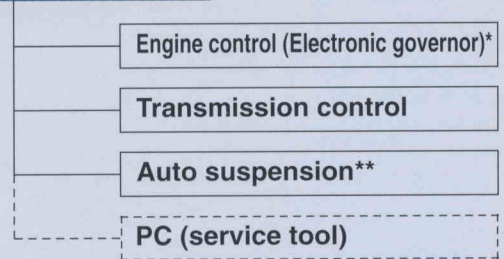 Engine control (Electronic governor)*
Transmission control
Auto suspension**
PC (service tool)